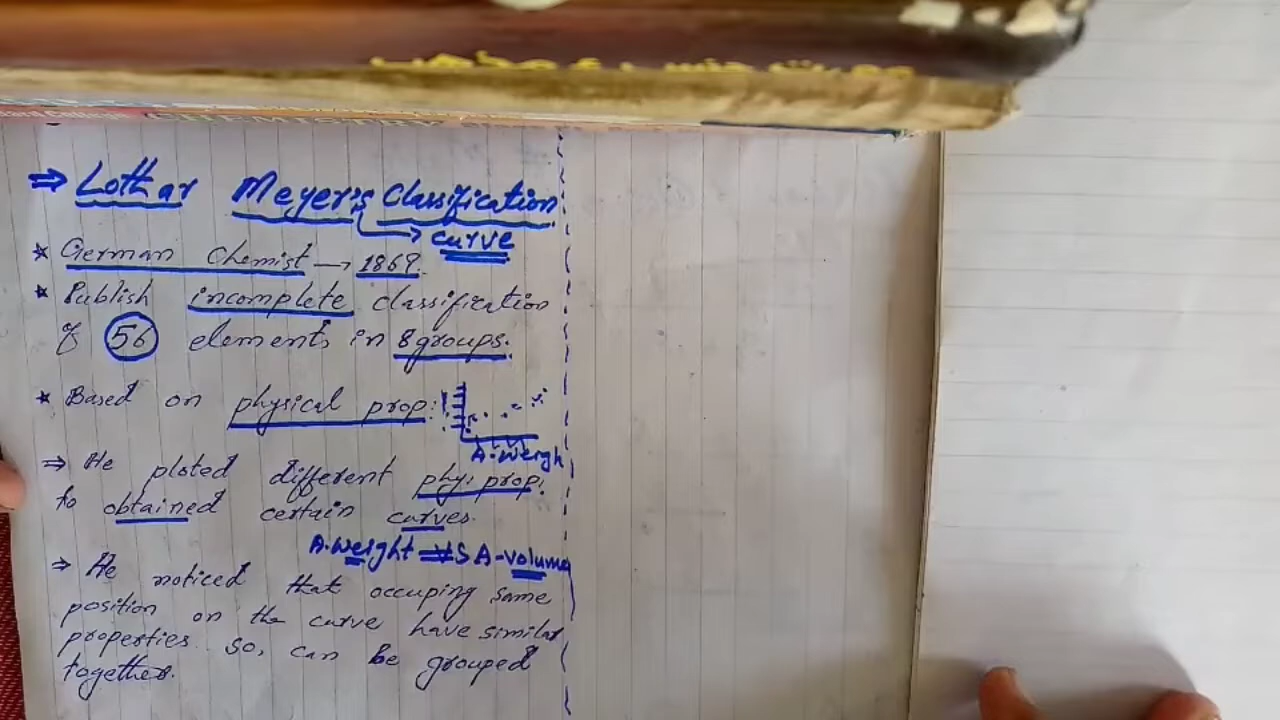 ⇒ Lothar Meyer's Classification
→ curve
* German Chemist → 1869.
* Publish incomplete classification
of 56 elements in 8 groups.
* Based on physical prop:
A.weigh
⇒ He ploted different phy: prop:
to obtained certain curves.
A.weight VS A-volume
⇒ He noticed that occuping same
position on the curve have similar
properties. So, can be grouped
together.